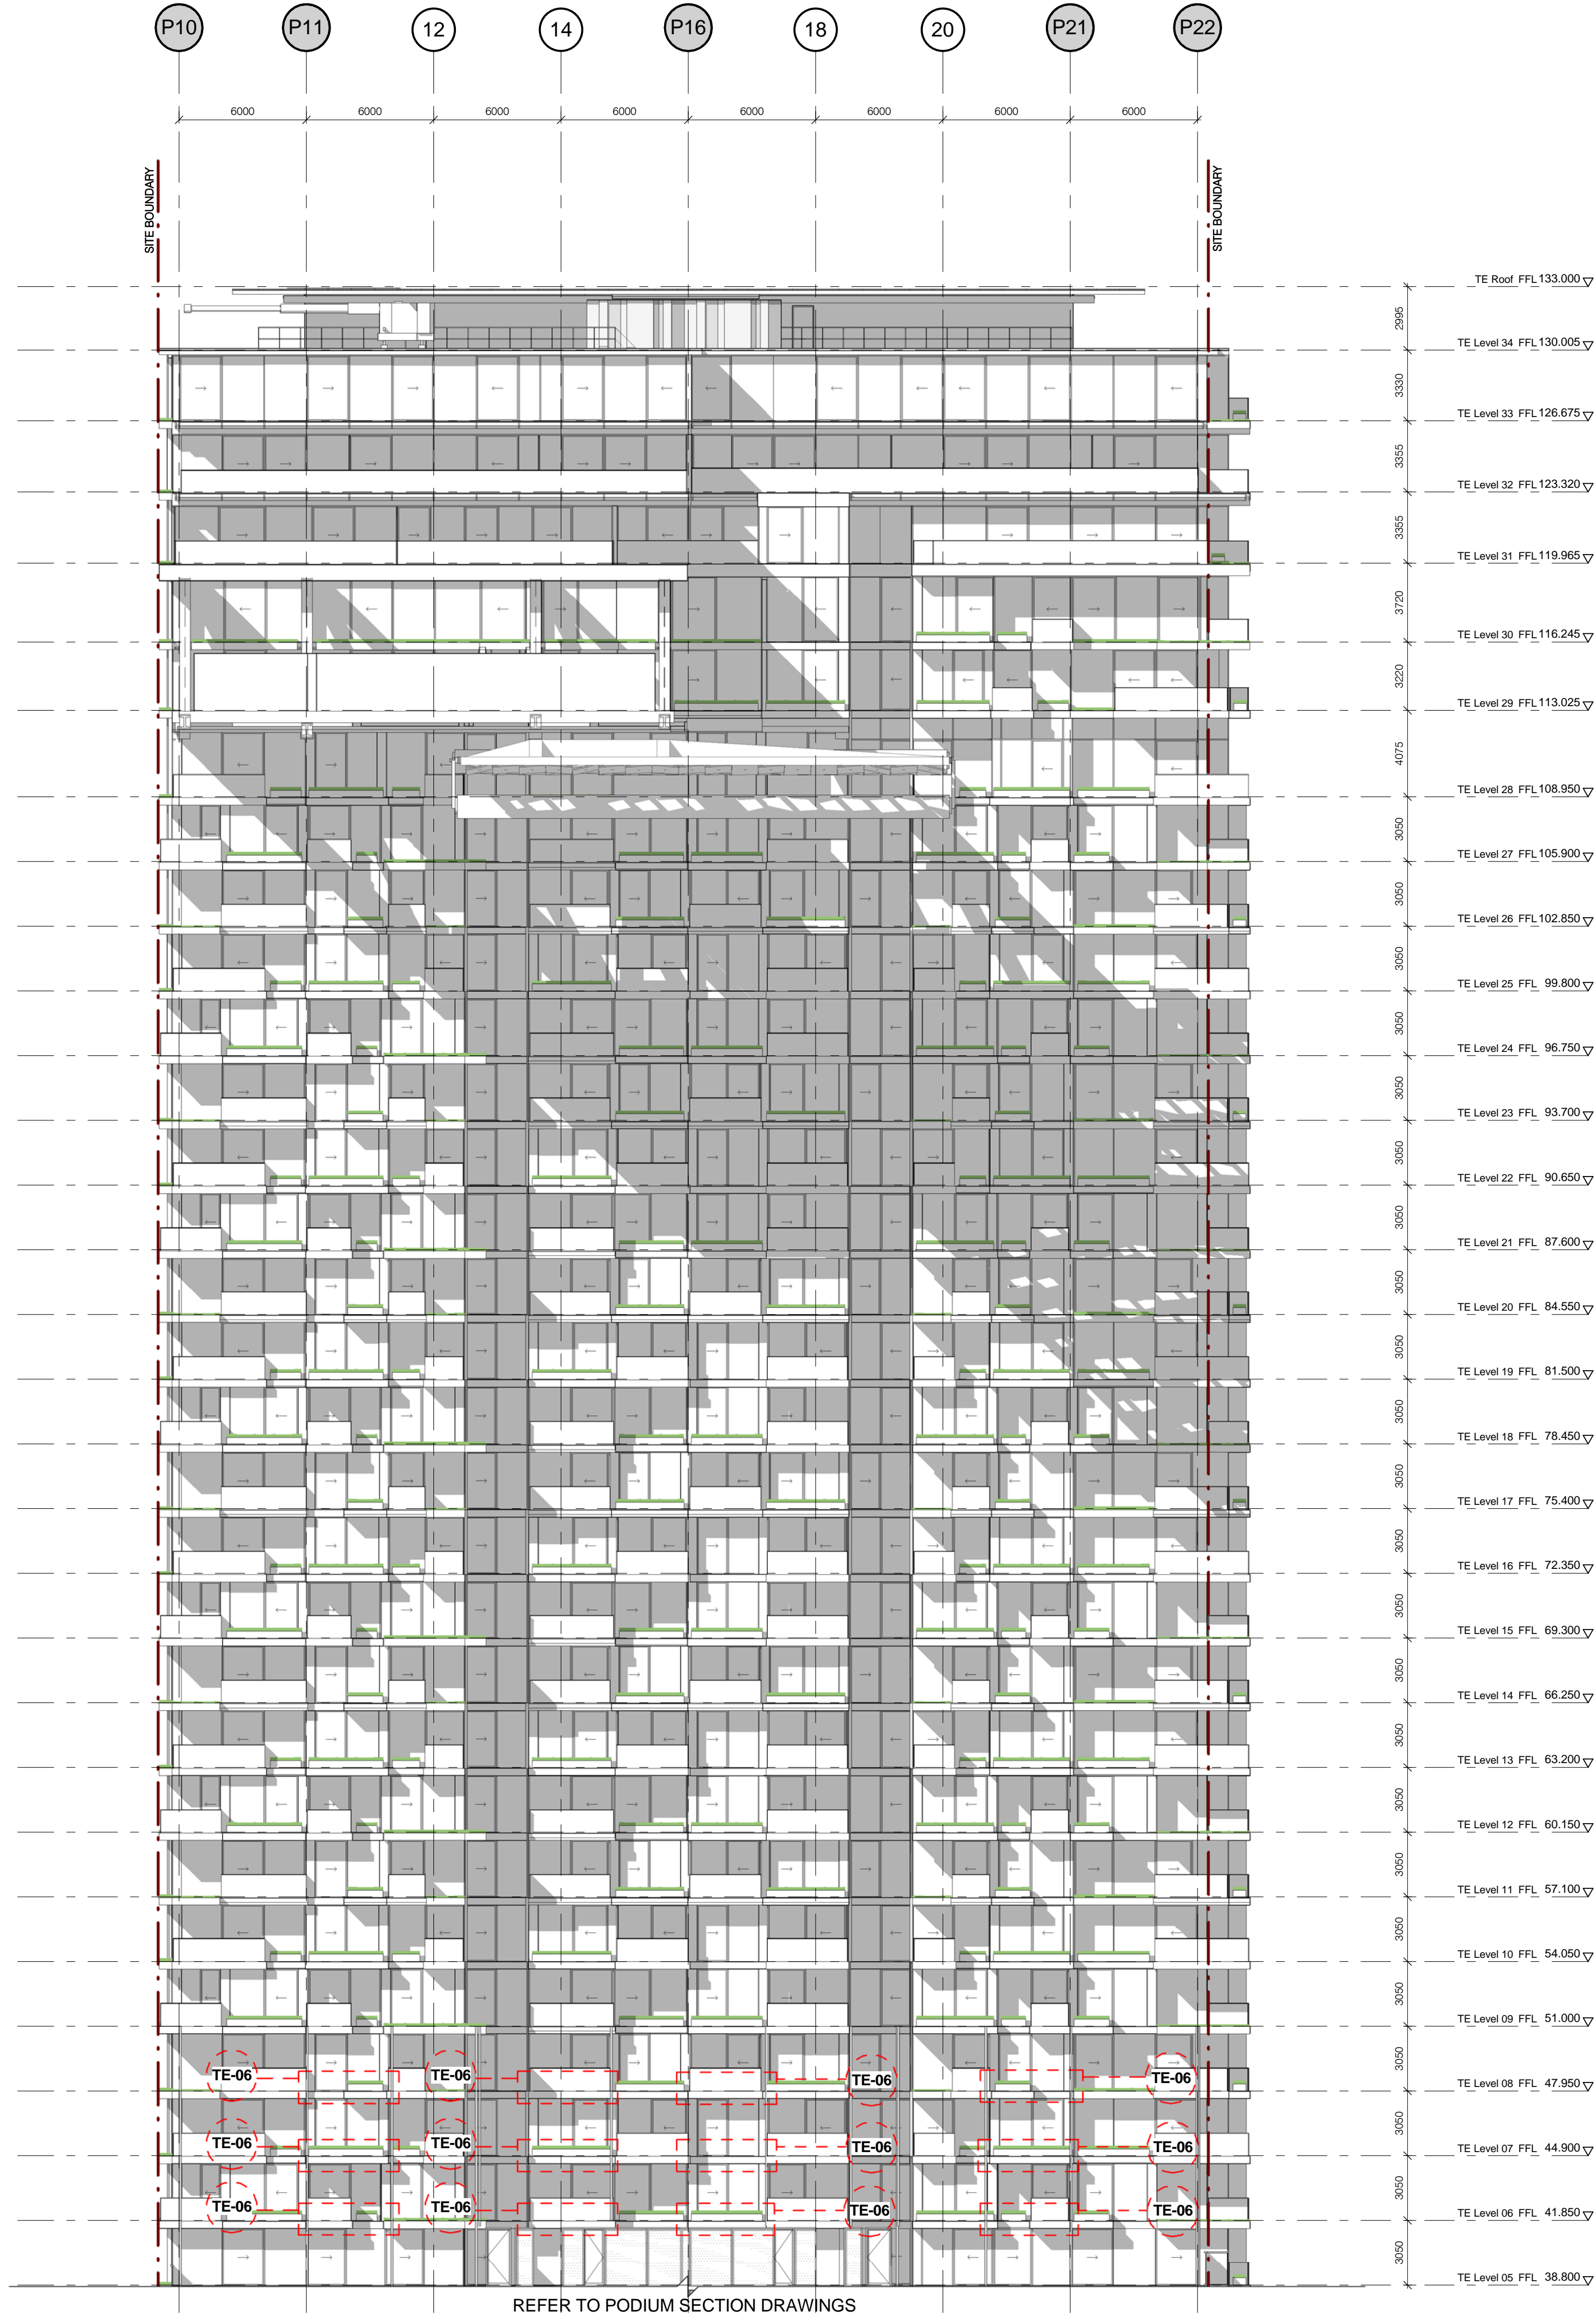 P10 P11 12 14 P16 18 20 P21 P22
6000 6000 6000 6000 6000 6000 6000 6000
SITE BOUNDARY
SITE BOUNDARY
TE Roof FFL 133.000
2995
TE Level 34 FFL 130.005
3330
TE Level 33 FFL 126.675
3355
TE Level 32 FFL 123.320
3355
TE Level 31 FFL 119.965
3720
TE Level 30 FFL 116.245
3220
TE Level 29 FFL 113.025
4075
TE Level 28 FFL 108.950
3050
TE Level 27 FFL 105.900
3050
TE Level 26 FFL 102.850
3050
TE Level 25 FFL 99.800
3050
TE Level 24 FFL 96.750
3050
TE Level 23 FFL 93.700
3050
TE Level 22 FFL 90.650
3050
TE Level 21 FFL 87.600
3050
TE Level 20 FFL 84.550
3050
TE Level 19 FFL 81.500
3050
TE Level 18 FFL 78.450
3050
TE Level 17 FFL 75.400
3050
TE Level 16 FFL 72.350
3050
TE Level 15 FFL 69.300
3050
TE Level 14 FFL 66.250
3050
TE Level 13 FFL 63.200
3050
TE Level 12 FFL 60.150
3050
TE Level 11 FFL 57.100
3050
TE Level 10 FFL 54.050
3050
TE Level 09 FFL 51.000
3050
TE-06 TE-06 TE-06 TE-06
TE Level 08 FFL 47.950
3050
TE-06 TE-06 TE-06 TE-06
TE Level 07 FFL 44.900
3050
TE-06 TE-06 TE-06 TE-06
TE Level 06 FFL 41.850
3050
TE Level 05 FFL 38.800
REFER TO PODIUM SECTION DRAWINGS